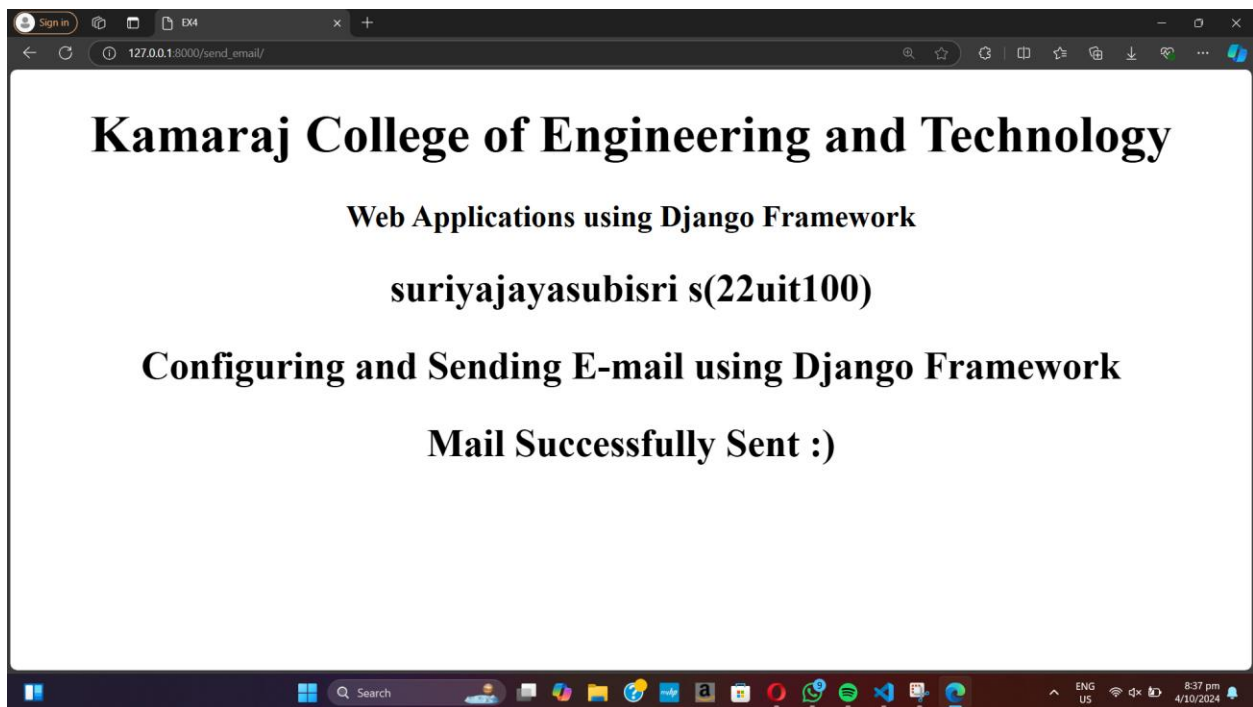 Sign in
EX4
127.0.0.1:8000/send_email/
Kamaraj College of Engineering and Technology
Web Applications using Django Framework
suriyajayasubisri s(22uit100)
Configuring and Sending E-mail using Django Framework
Mail Successfully Sent :)
Search
a
9
ENG
US
8:37 pm
4/10/2024